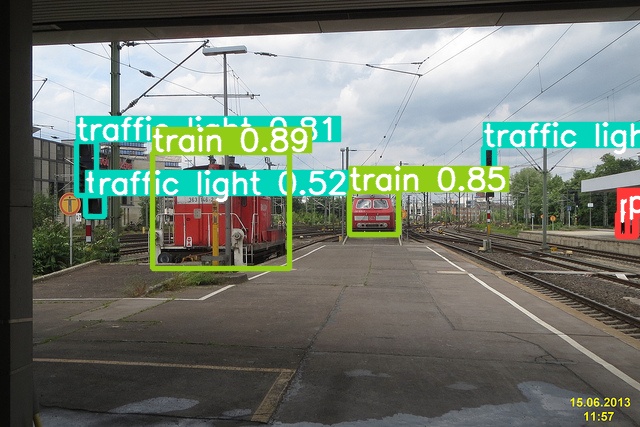 traffic light 0.81
train 0.89
traffic ligh
traffic light 0.52
train 0.85
15.06.2013
11:57